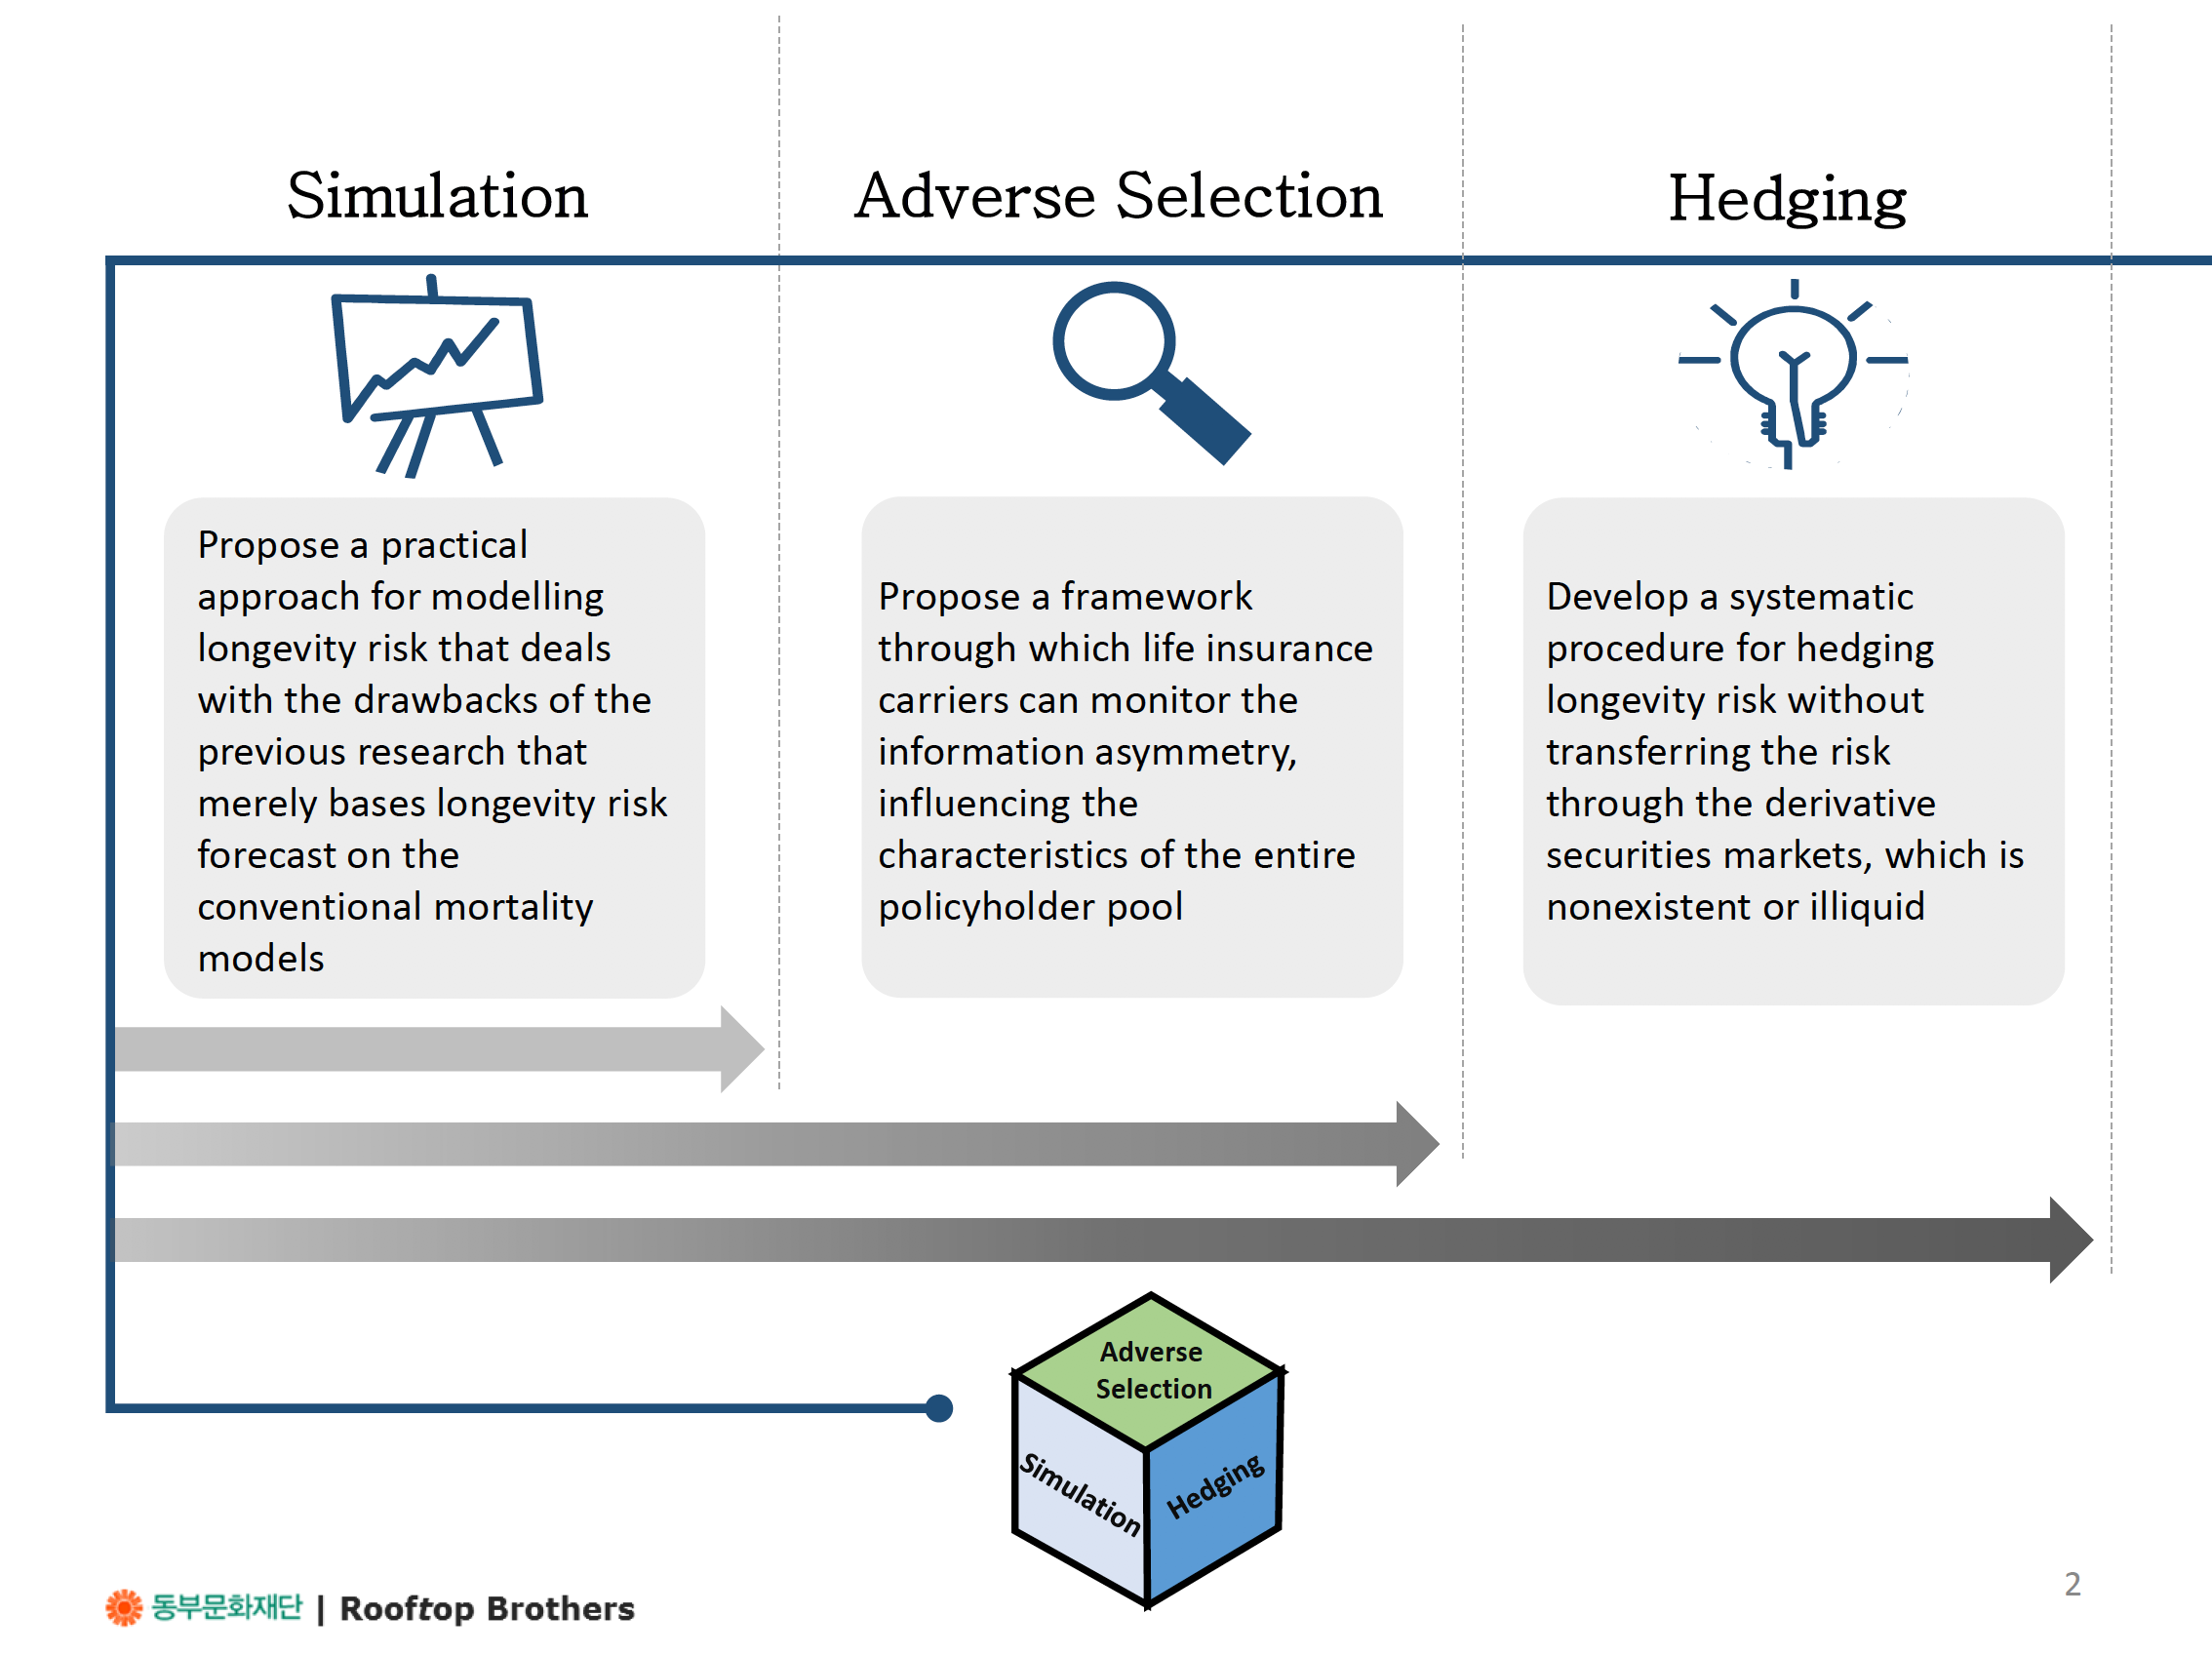 Simulation
Adverse Selection
Hedging
Propose a practical
approach for modelling
longevity risk that deals
with the drawbacks of the
previous research that
merely bases longevity risk
forecast on the
conventional mortality
models
Propose a framework
through which life insurance
carriers can monitor the
information asymmetry,
influencing the
characteristics of the entire
policyholder pool
Develop a systematic
procedure for hedging
longevity risk without
transferring the risk
through the derivative
securities markets, which is
nonexistent or illiquid
Adverse
Selection
Simulation
Hedging
동부문화재단 | Rooftop Brothers
2